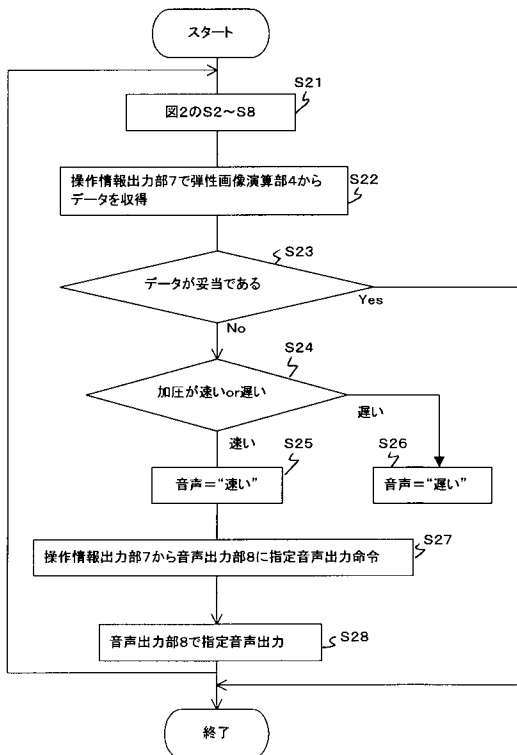 スタート
S21
図2のS2～S8
操作情報出力部7で弾性画像演算部4から
データを取得
S22
S23
データが妥当である
Yes
No
S24
加圧が速いor遅い
遅い
速い
S25
音声=“速い”
S26
音声=“遅い”
操作情報出力部7から音声出力部8に指定音声出力命令
S27
音声出力部8で指定音声出力
S28
終了